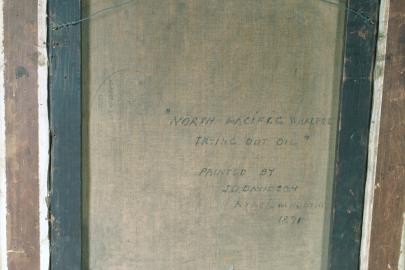 "NORTH PACIFIC WHALERS
TRYING OUT OIL"
PAINTED BY
J.D. DAVIDSON
1871